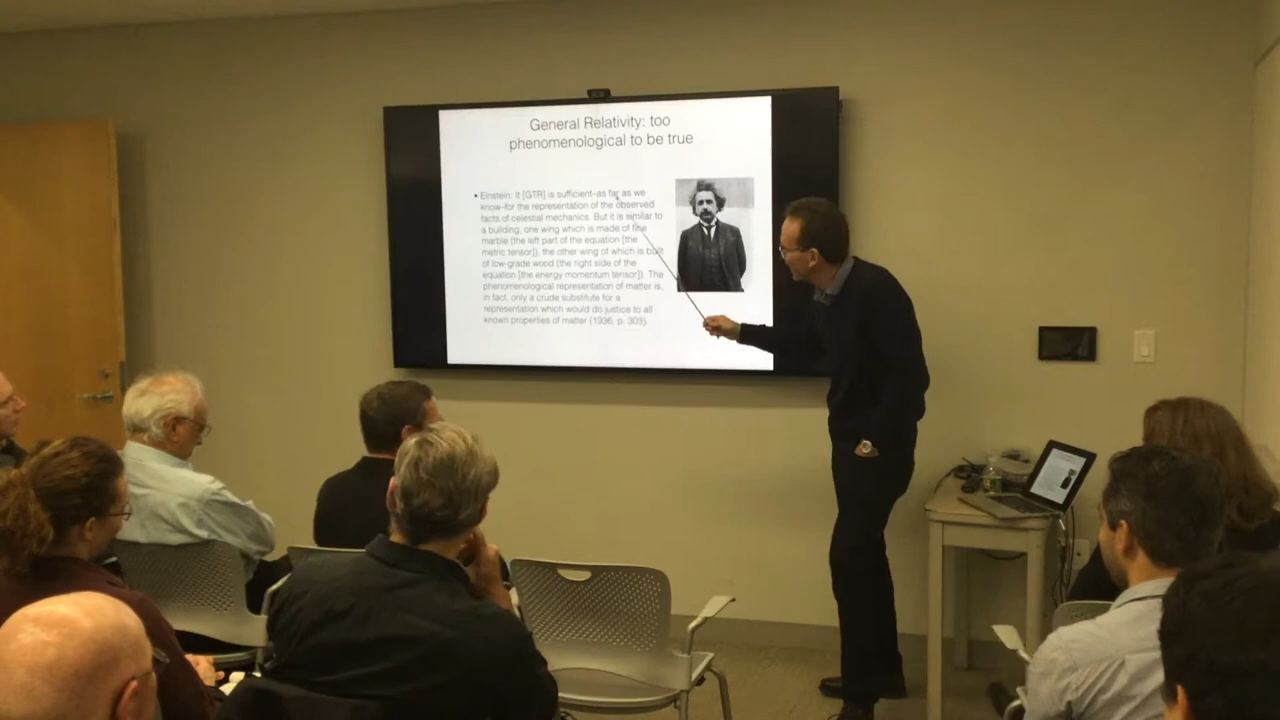 General Relativity: too
phenomenological to be true
• Einstein: It [GTR] is sufficient–as far as we
know–for the representation of the observed
facts of celestial mechanics. But it is similar to
a building, one wing which is made of fine
marble (the left part of the equation [the
metric tensor]), the other wing of which is built
of low-grade wood (the right side of the
equation [the energy momentum tensor]). The
phenomenological representation of matter is,
in fact, only a crude substitute for a
representation which would do justice to all
known properties of matter (1936, p. 303).